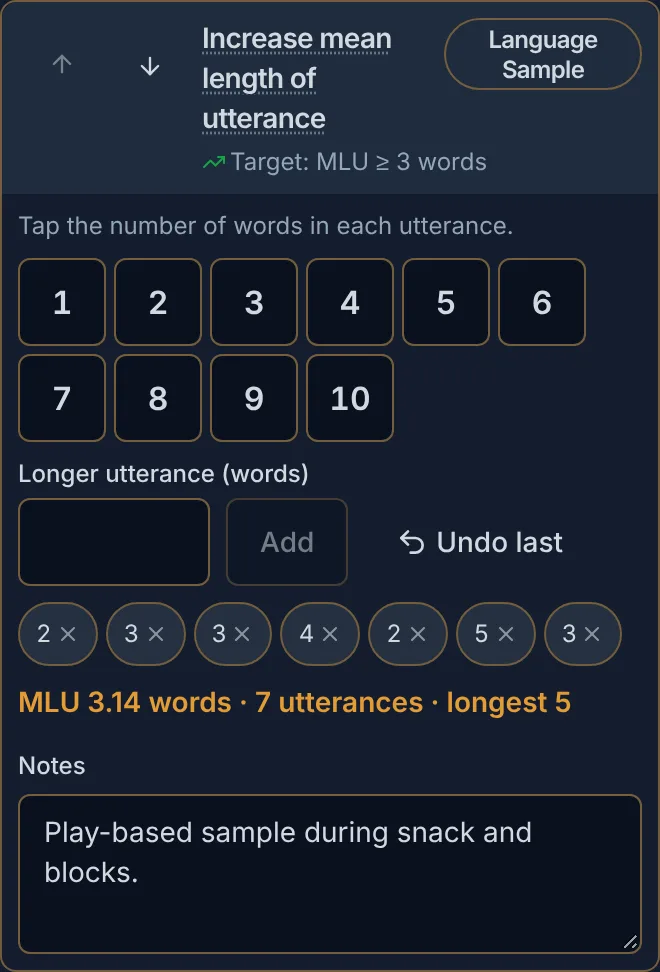 Increase mean
length of
utterance
Language
Sample
Target: MLU ≥ 3 words
Tap the number of words in each utterance.
1 2 3 4 5 6
7 8 9 10
Longer utterance (words)
Add Undo last
2 × 3 × 3 × 4 × 2 × 5 × 3 ×
MLU 3.14 words · 7 utterances · longest 5
Notes
Play-based sample during snack and
blocks.